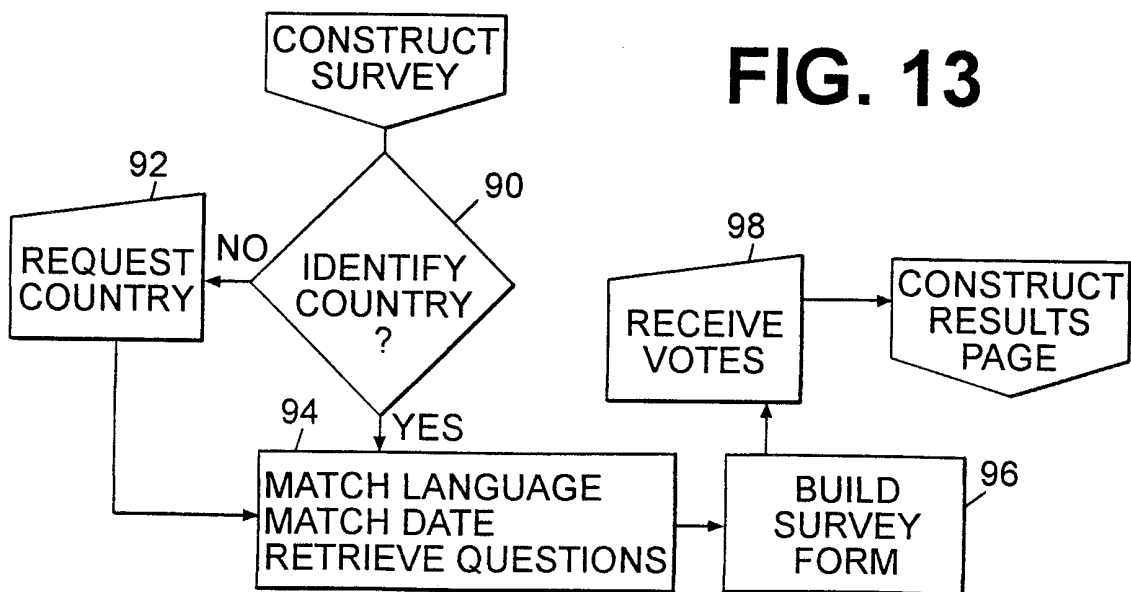 CONSTRUCT
SURVEY
FIG. 13
92
90
NO
REQUEST
COUNTRY
IDENTIFY
COUNTRY
?
YES
98
RECEIVE
VOTES
CONSTRUCT
RESULTS
PAGE
94
MATCH LANGUAGE
MATCH DATE
RETRIEVE QUESTIONS
BUILD
SURVEY
FORM
96